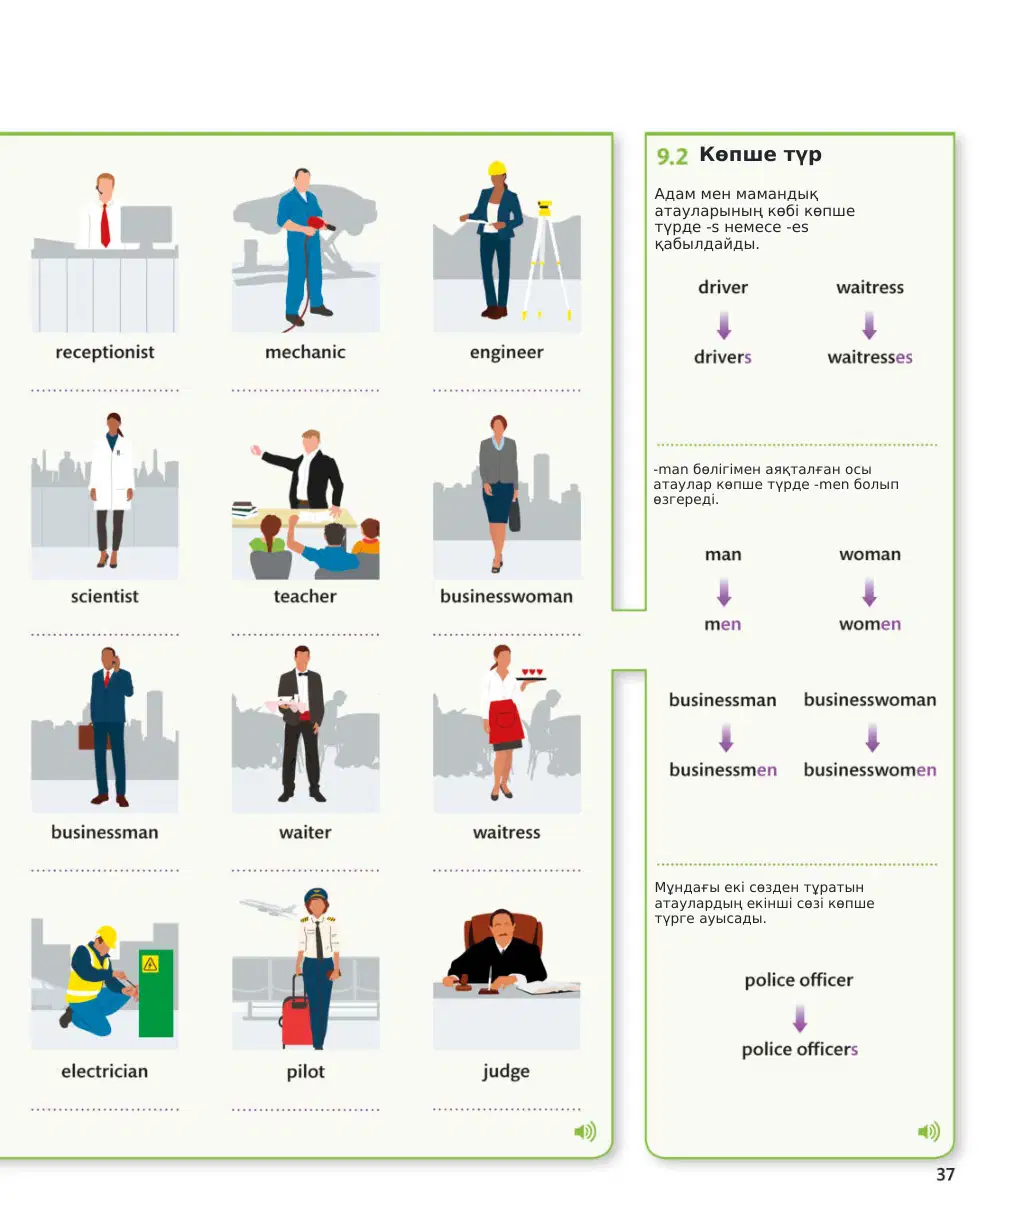 receptionist mechanic engineer
scientist teacher businesswoman
businessman waiter waitress
electrician pilot judge
9.2 Көпше түр
Адам мен мамандық
атауларының көбі көпше
түрде -s немесе -es
қабылдайды.
driver waitress
drivers waitresses
-man бөлігімен аяқталған осы
атаулар көпше түрде -men болып
өзгереді.
man woman
men women
businessman businesswoman
businessmen businesswomen
Мұндағы екі сөзден тұратын
атаулардың екінші сөзі көпше
түрге ауысады.
police officer
police officers
37